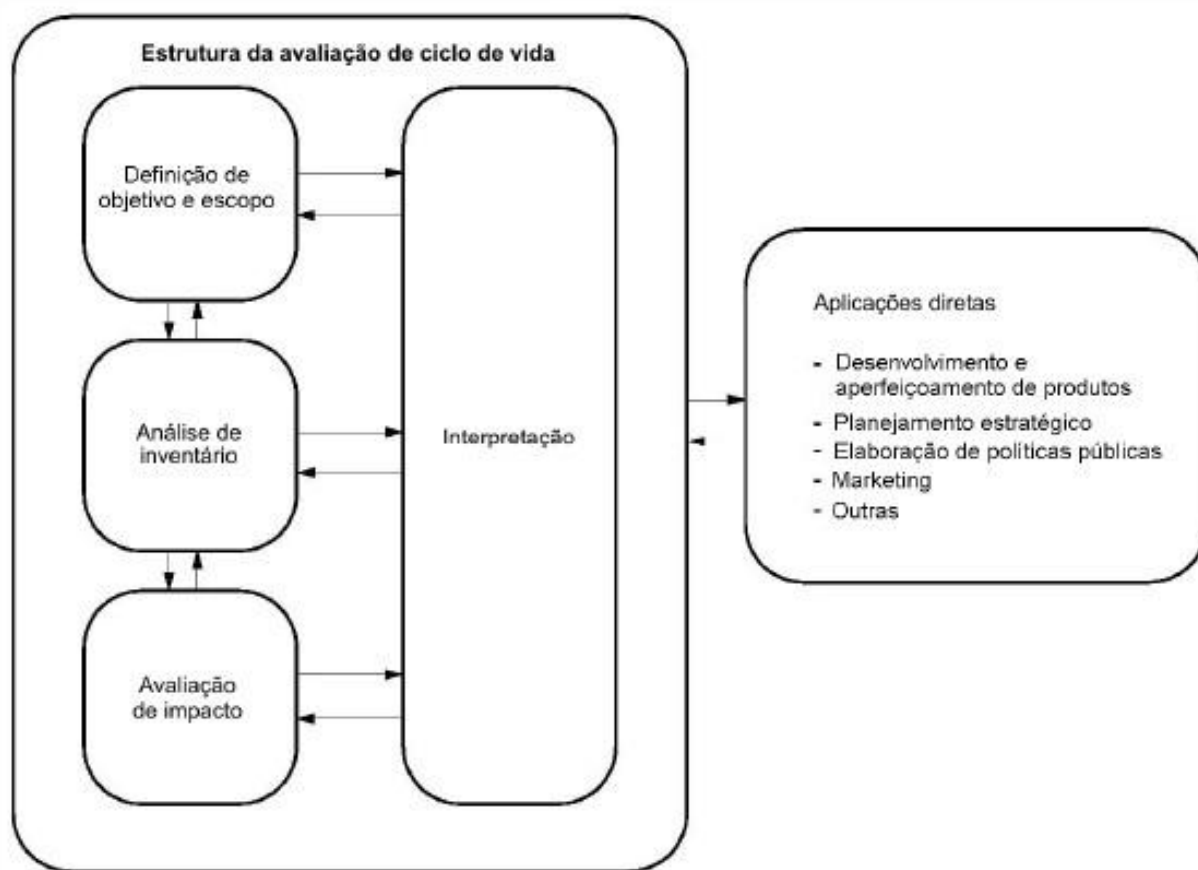 Estrutura da avaliação de ciclo de vida
Definição de
objetivo e escopo
Análise de
inventário
Avaliação
de impacto
Interpretação
Aplicações diretas
- Desenvolvimento e
aperfeiçoamento de produtos
- Planejamento estratégico
- Elaboração de políticas públicas
- Marketing
- Outras